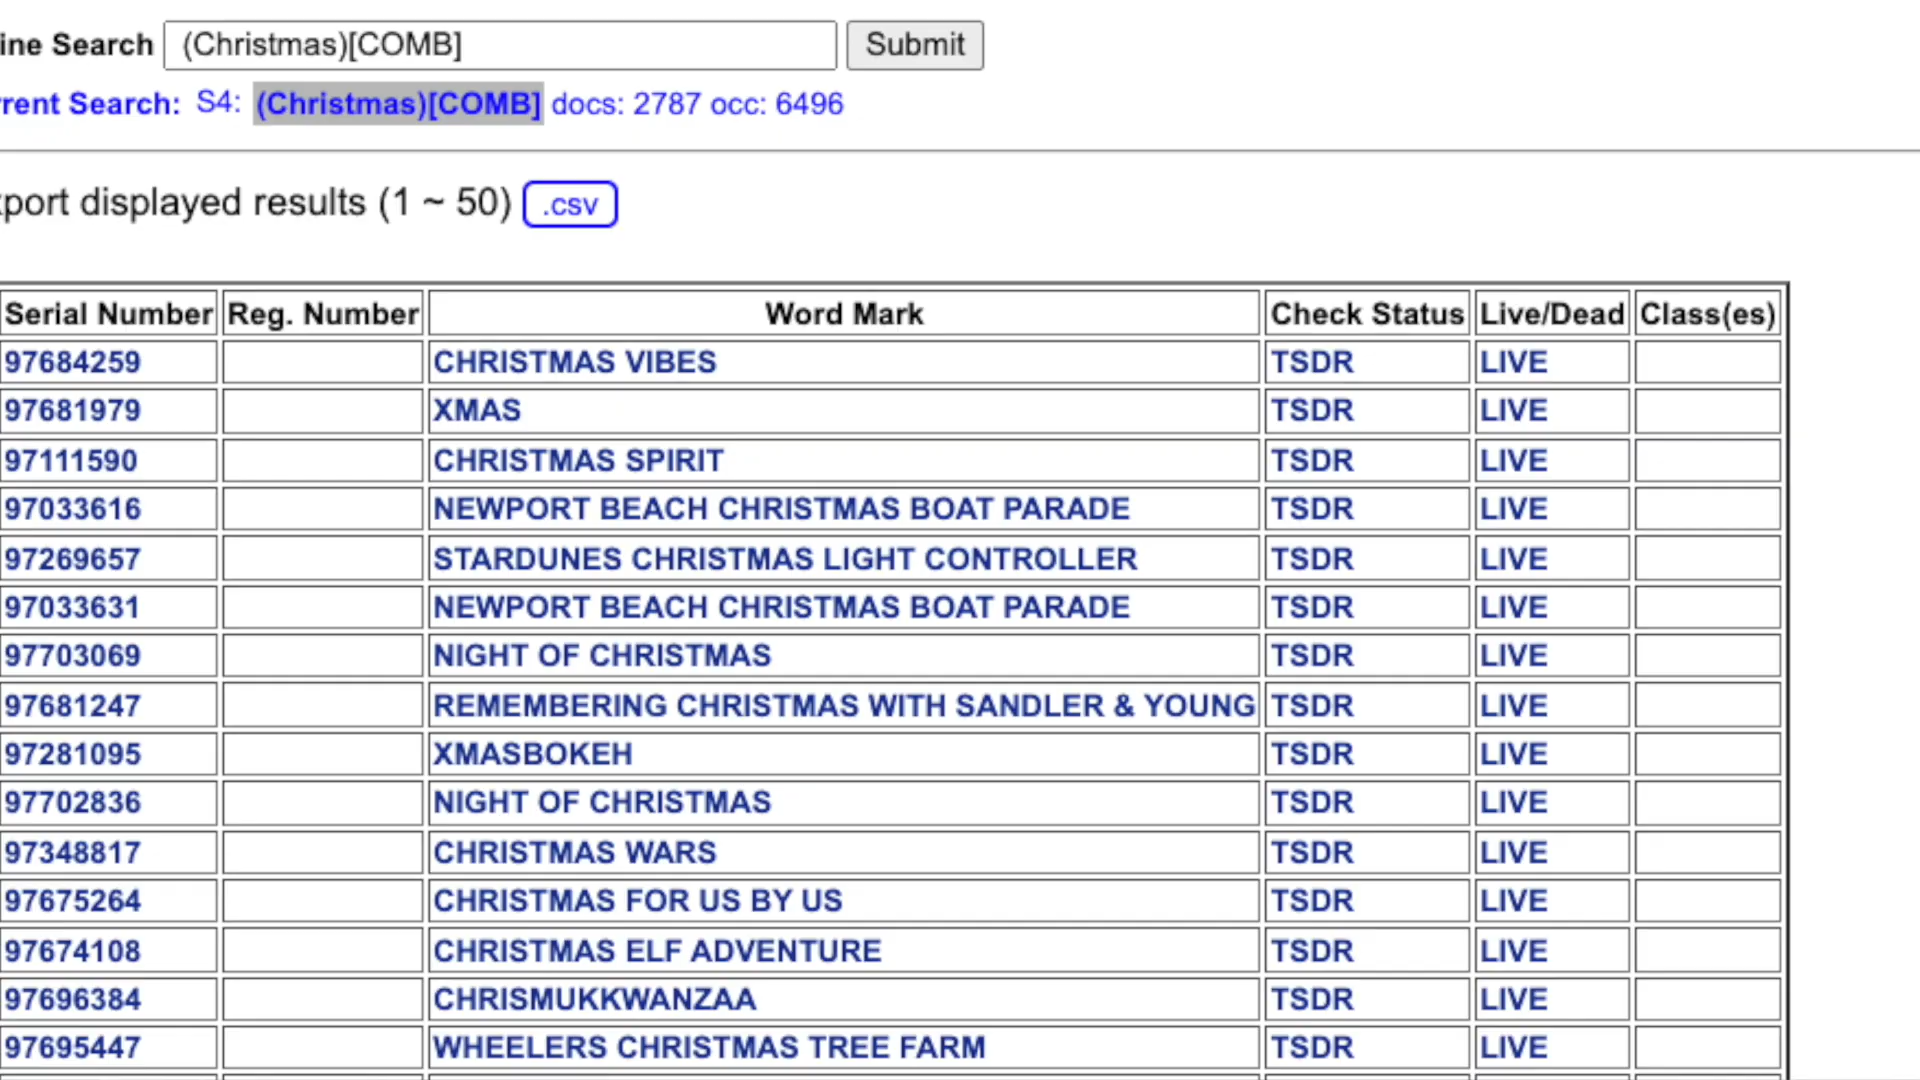 ine Search (Christmas)[COMB] Submit
rrent Search: S4: (Christmas)[COMB] docs: 2787 occ: 6496
port displayed results (1 ~ 50) .csv
Serial Number Reg. Number Word Mark Check Status Live/Dead Class(es)
97684259 CHRISTMAS VIBES TSDR LIVE
97681979 XMAS TSDR LIVE
97111590 CHRISTMAS SPIRIT TSDR LIVE
97033616 NEWPORT BEACH CHRISTMAS BOAT PARADE TSDR LIVE
97269657 STARDUNES CHRISTMAS LIGHT CONTROLLER TSDR LIVE
97033631 NEWPORT BEACH CHRISTMAS BOAT PARADE TSDR LIVE
97703069 NIGHT OF CHRISTMAS TSDR LIVE
97681247 REMEMBERING CHRISTMAS WITH SANDLER & YOUNG TSDR LIVE
97281095 XMASBOKEH TSDR LIVE
97702836 NIGHT OF CHRISTMAS TSDR LIVE
97348817 CHRISTMAS WARS TSDR LIVE
97675264 CHRISTMAS FOR US BY US TSDR LIVE
97674108 CHRISTMAS ELF ADVENTURE TSDR LIVE
97696384 CHRISMUKKWANZAA TSDR LIVE
97695447 WHEELERS CHRISTMAS TREE FARM TSDR LIVE